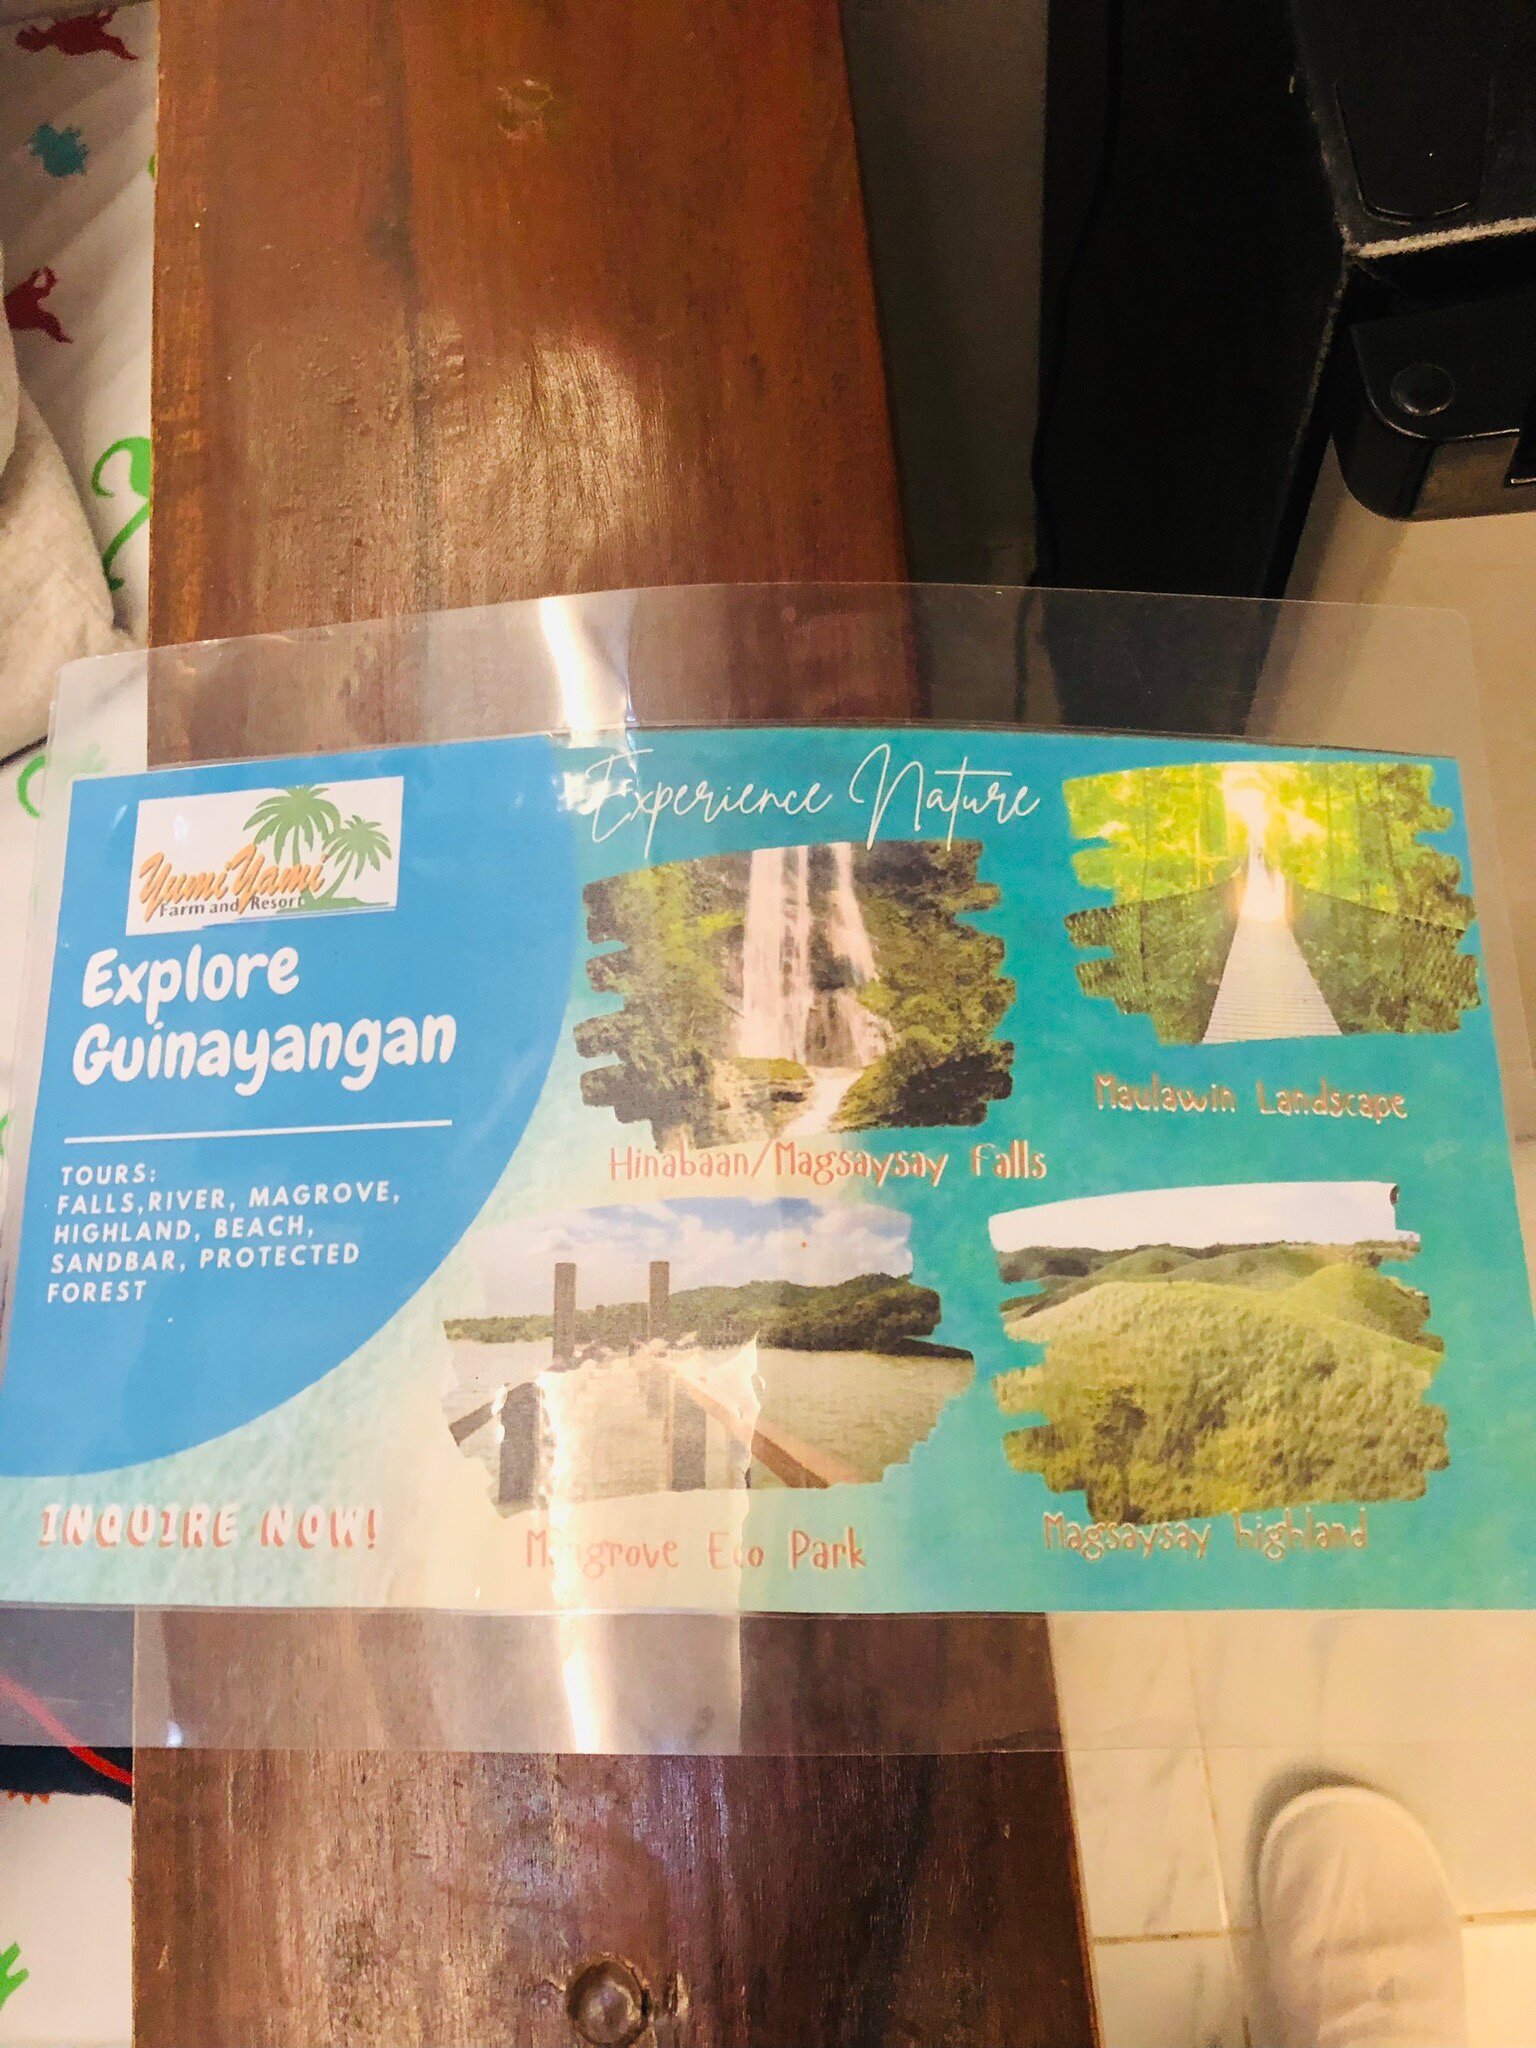 Yumi Yami
Farm and Resort
Explore
Guinayangan
TOURS:
FALLS,RIVER, MAGROVE,
HIGHLAND, BEACH,
SANDBAR, PROTECTED
FOREST
INQUIRE NOW!
Experience Nature
Hinabaan/Magsaysay Falls
Maulawin Landscape
Mangrove Eco Park
Magsaysay highland